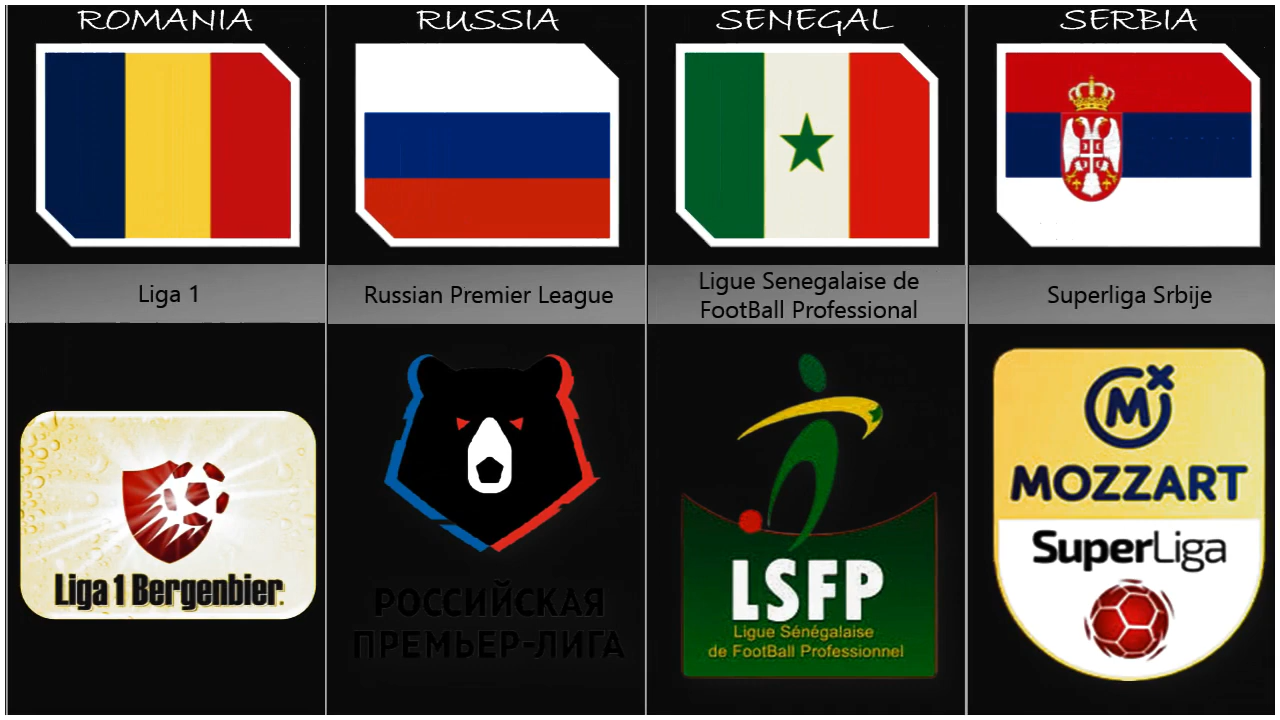 ROMANIA
RUSSIA
SENEGAL
SERBIA
Liga 1
Russian Premier League
Ligue Senegalaise de
FootBall Professional
Superliga Srbije
Liga 1 Bergenbier
РОССИЙСКАЯ
ПРЕМЬЕР-ЛИГА
LSFP
Ligue Sénégalaise
de FootBall Professionnel
M
MOZZART
SuperLiga